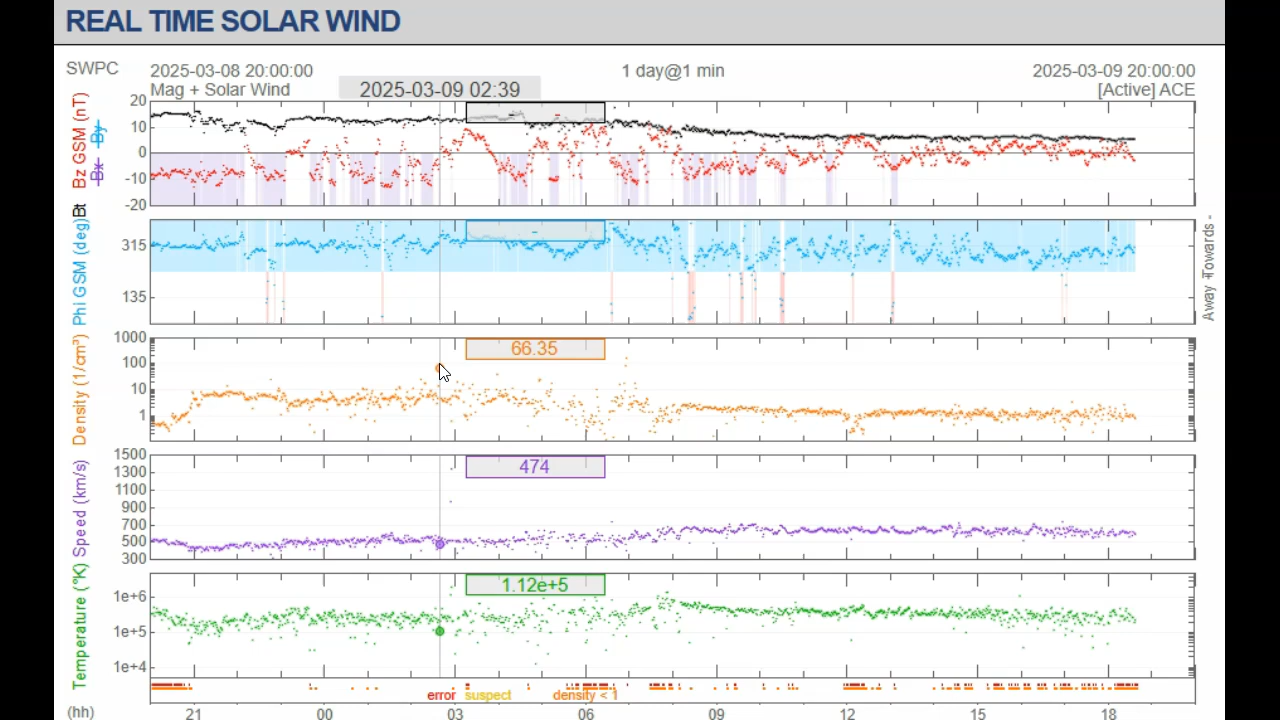 REAL TIME SOLAR WIND
SWPC
2025-03-08 20:00:00
1 day@1 min
2025-03-09 20:00:00
Mag + Solar Wind
2025-03-09 02:39
[Active] ACE
Bt Bz GSM (nT)
Bx By
20
10
0
-10
-20
-
-
Phi GSM (deg)
315
135
-
Away +
Towards -
Density (1/cm³)
1000
100
10
1
66.35
Speed (km/s)
1500
1300
1100
900
700
500
300
474
Temperature (°K)
1e+6
1e+5
1e+4
1.12e+5
error suspect density < 1
(hh) 21 00 03 06 09 12 15 18